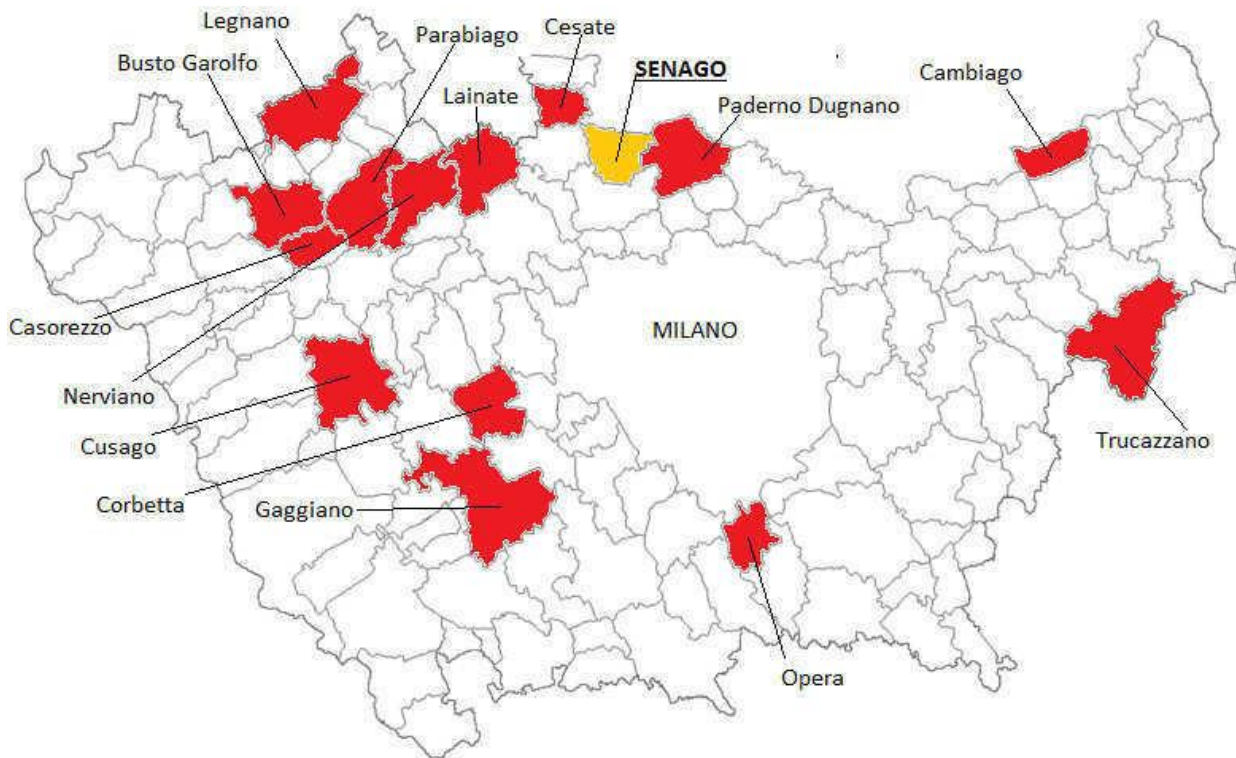 Legnano
Parabiago
Cesate
Busto Garolfo
SENAGO
Cambiago
Lainate
Paderno Dugnano
Casorezzo
MILANO
Nerviano
Cusago
Trucazzano
Corbetta
Gaggiano
Opera